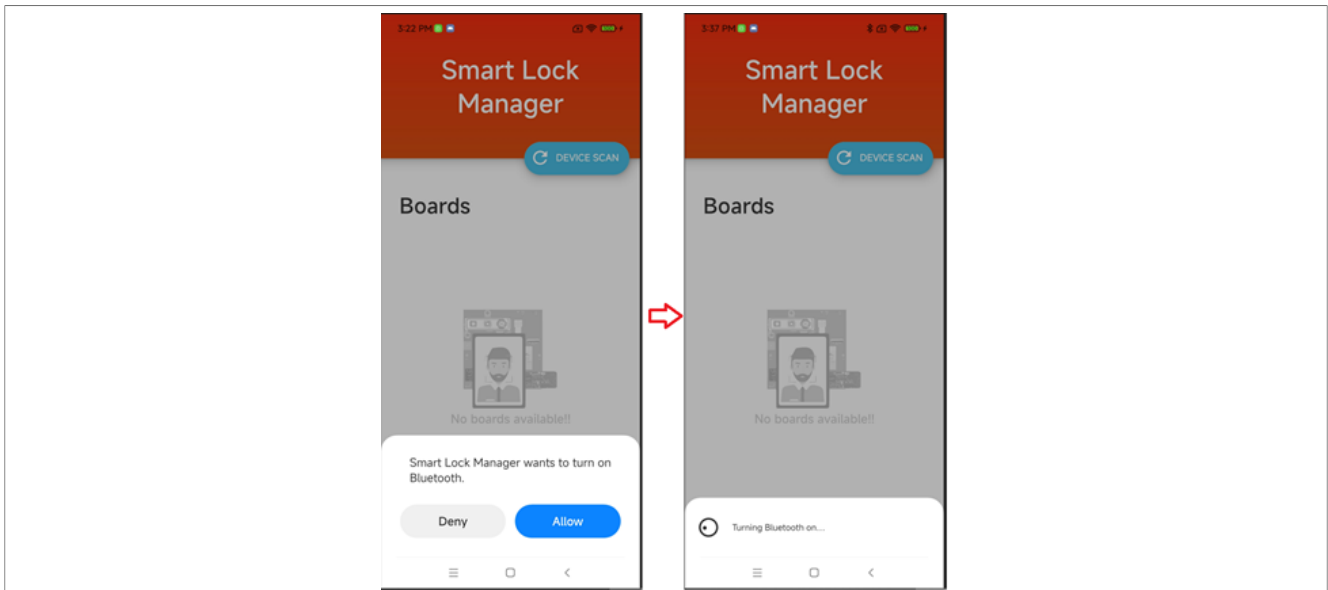 3:22 PM
Smart Lock
Manager
DEVICE SCAN
Boards
No boards available!!
Smart Lock Manager wants to turn on
Bluetooth.
Deny
Allow
3:37 PM
Smart Lock
Manager
DEVICE SCAN
Boards
No boards available!!
Turning Bluetooth on...